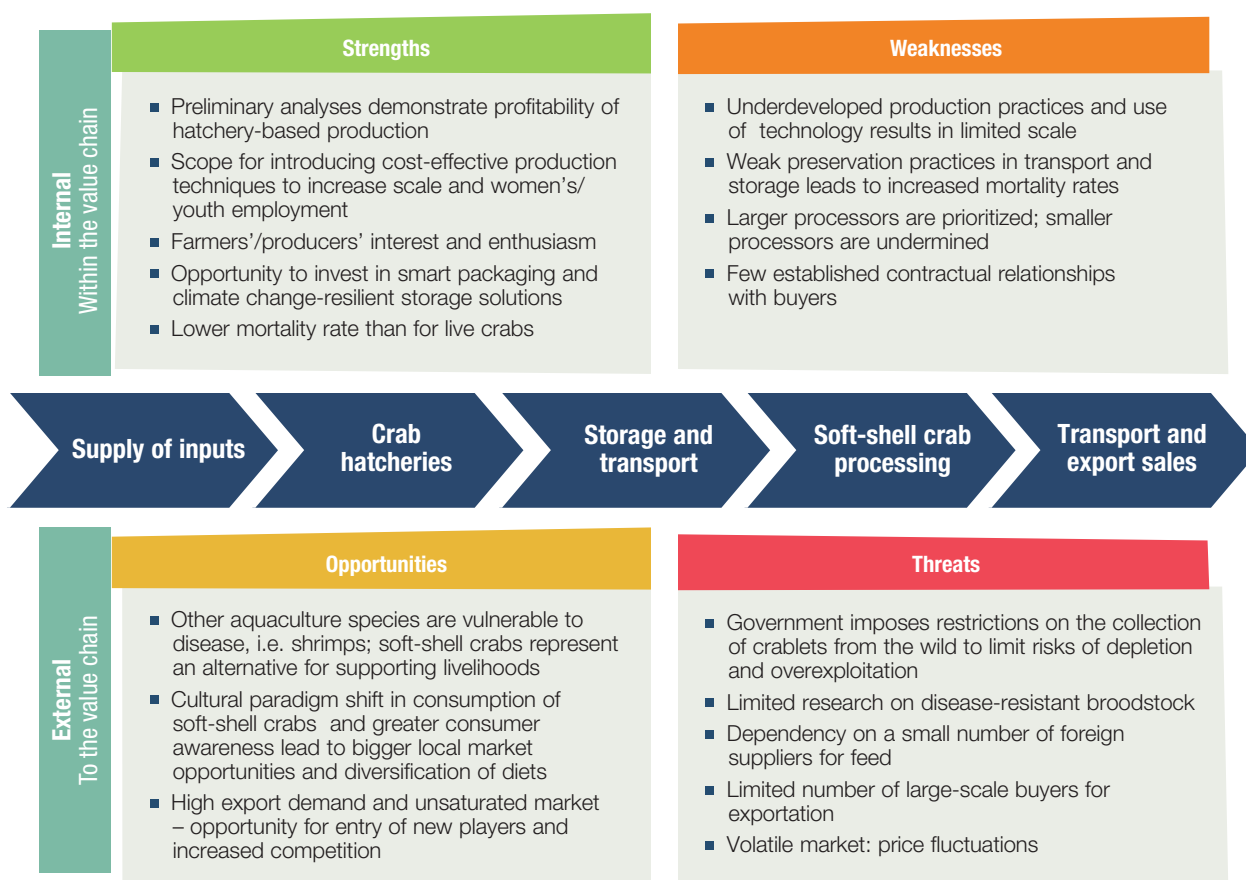 Internal
Within the value chain
Strengths
■ Preliminary analyses demonstrate profitability of
hatchery-based production
■ Scope for introducing cost-effective production
techniques to increase scale and women's/
youth employment
■ Farmers'/producers' interest and enthusiasm
■ Opportunity to invest in smart packaging and
climate change-resilient storage solutions
■ Lower mortality rate than for live crabs
Weaknesses
■ Underdeveloped production practices and use
of technology results in limited scale
■ Weak preservation practices in transport and
storage leads to increased mortality rates
■ Larger processors are prioritized; smaller
processors are undermined
■ Few established contractual relationships
with buyers
Supply of inputs
Crab
hatcheries
Storage and
transport
Soft-shell crab
processing
Transport and
export sales
External
To the value chain
Opportunities
■ Other aquaculture species are vulnerable to
disease, i.e. shrimps; soft-shell crabs represent
an alternative for supporting livelihoods
■ Cultural paradigm shift in consumption of
soft-shell crabs and greater consumer
awareness lead to bigger local market
opportunities and diversification of diets
■ High export demand and unsaturated market
– opportunity for entry of new players and
increased competition
Threats
■ Government imposes restrictions on the collection
of crablets from the wild to limit risks of depletion
and overexploitation
■ Limited research on disease-resistant broodstock
■ Dependency on a small number of foreign
suppliers for feed
■ Limited number of large-scale buyers for
exportation
■ Volatile market: price fluctuations